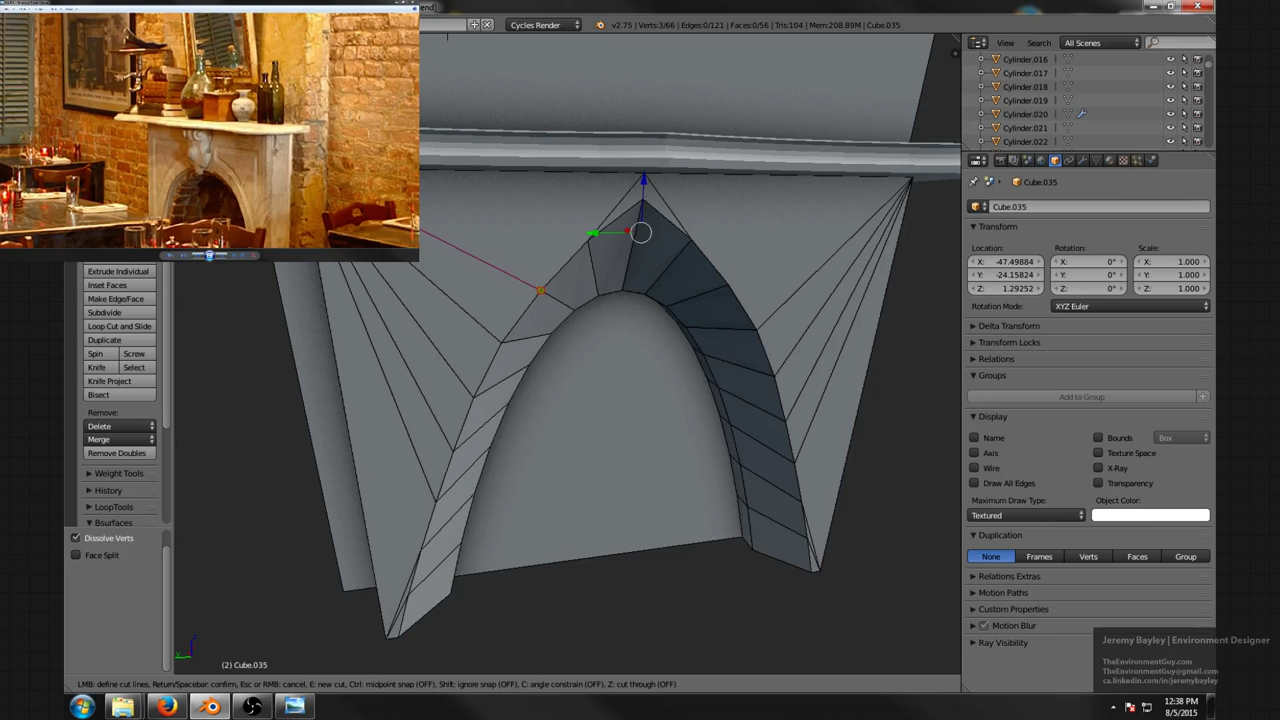 end]
Cycles Render
v2.75 | Verts:3/66 | Edges:0/121 | Faces:0/56 | Tris:104 | Mem:208.89M | Cube.035
View Search All Scenes
Cylinder.016
Cylinder.017
Cylinder.018
Cylinder.019
Cylinder.020
Cylinder.021
Cylinder.022
Cube.035
Cube.035
Transform
Location: Rotation: Scale:
X: -47.49884 X: 0° X: 1.000
Y: -24.15824 Y: 0° Y: 1.000
Z: 1.29252 Z: 0° Z: 1.000
Rotation Mode: XYZ Euler
Delta Transform
Transform Locks
Relations
Groups
Add to Group
Display
Name Bounds Box
Axis Texture Space
Wire X-Ray
Draw All Edges Transparency
Maximum Draw Type: Object Color:
Textured
Duplication
None Frames Verts Faces Group
Relations Extras
Motion Paths
Custom Properties
Motion Blur
Ray Visibility
Extrude Individual
Inset Faces
Make Edge/Face
Subdivide
Loop Cut and Slide
Duplicate
Spin Screw
Knife Select
Knife Project
Bisect
Remove:
Delete
Merge
Remove Doubles
Weight Tools
History
LoopTools
Bsurfaces
Dissolve Verts
Face Split
(2) Cube.035
LMB: define cut lines, Return/Spacebar: confirm, Esc or RMB: cancel, E: new cut, Ctrl: midpoint snap (OFF), Shift: ignore snap (OFF), C: angle constrain (OFF), Z: cut through (OFF)
Jeremy Bayley | Environment Designer
TheEnvironmentGuy.com
TheEnvironmentGuy@gmail.com
ca.linkedin.com/in/jeremybayley
12:38 PM
8/5/2015